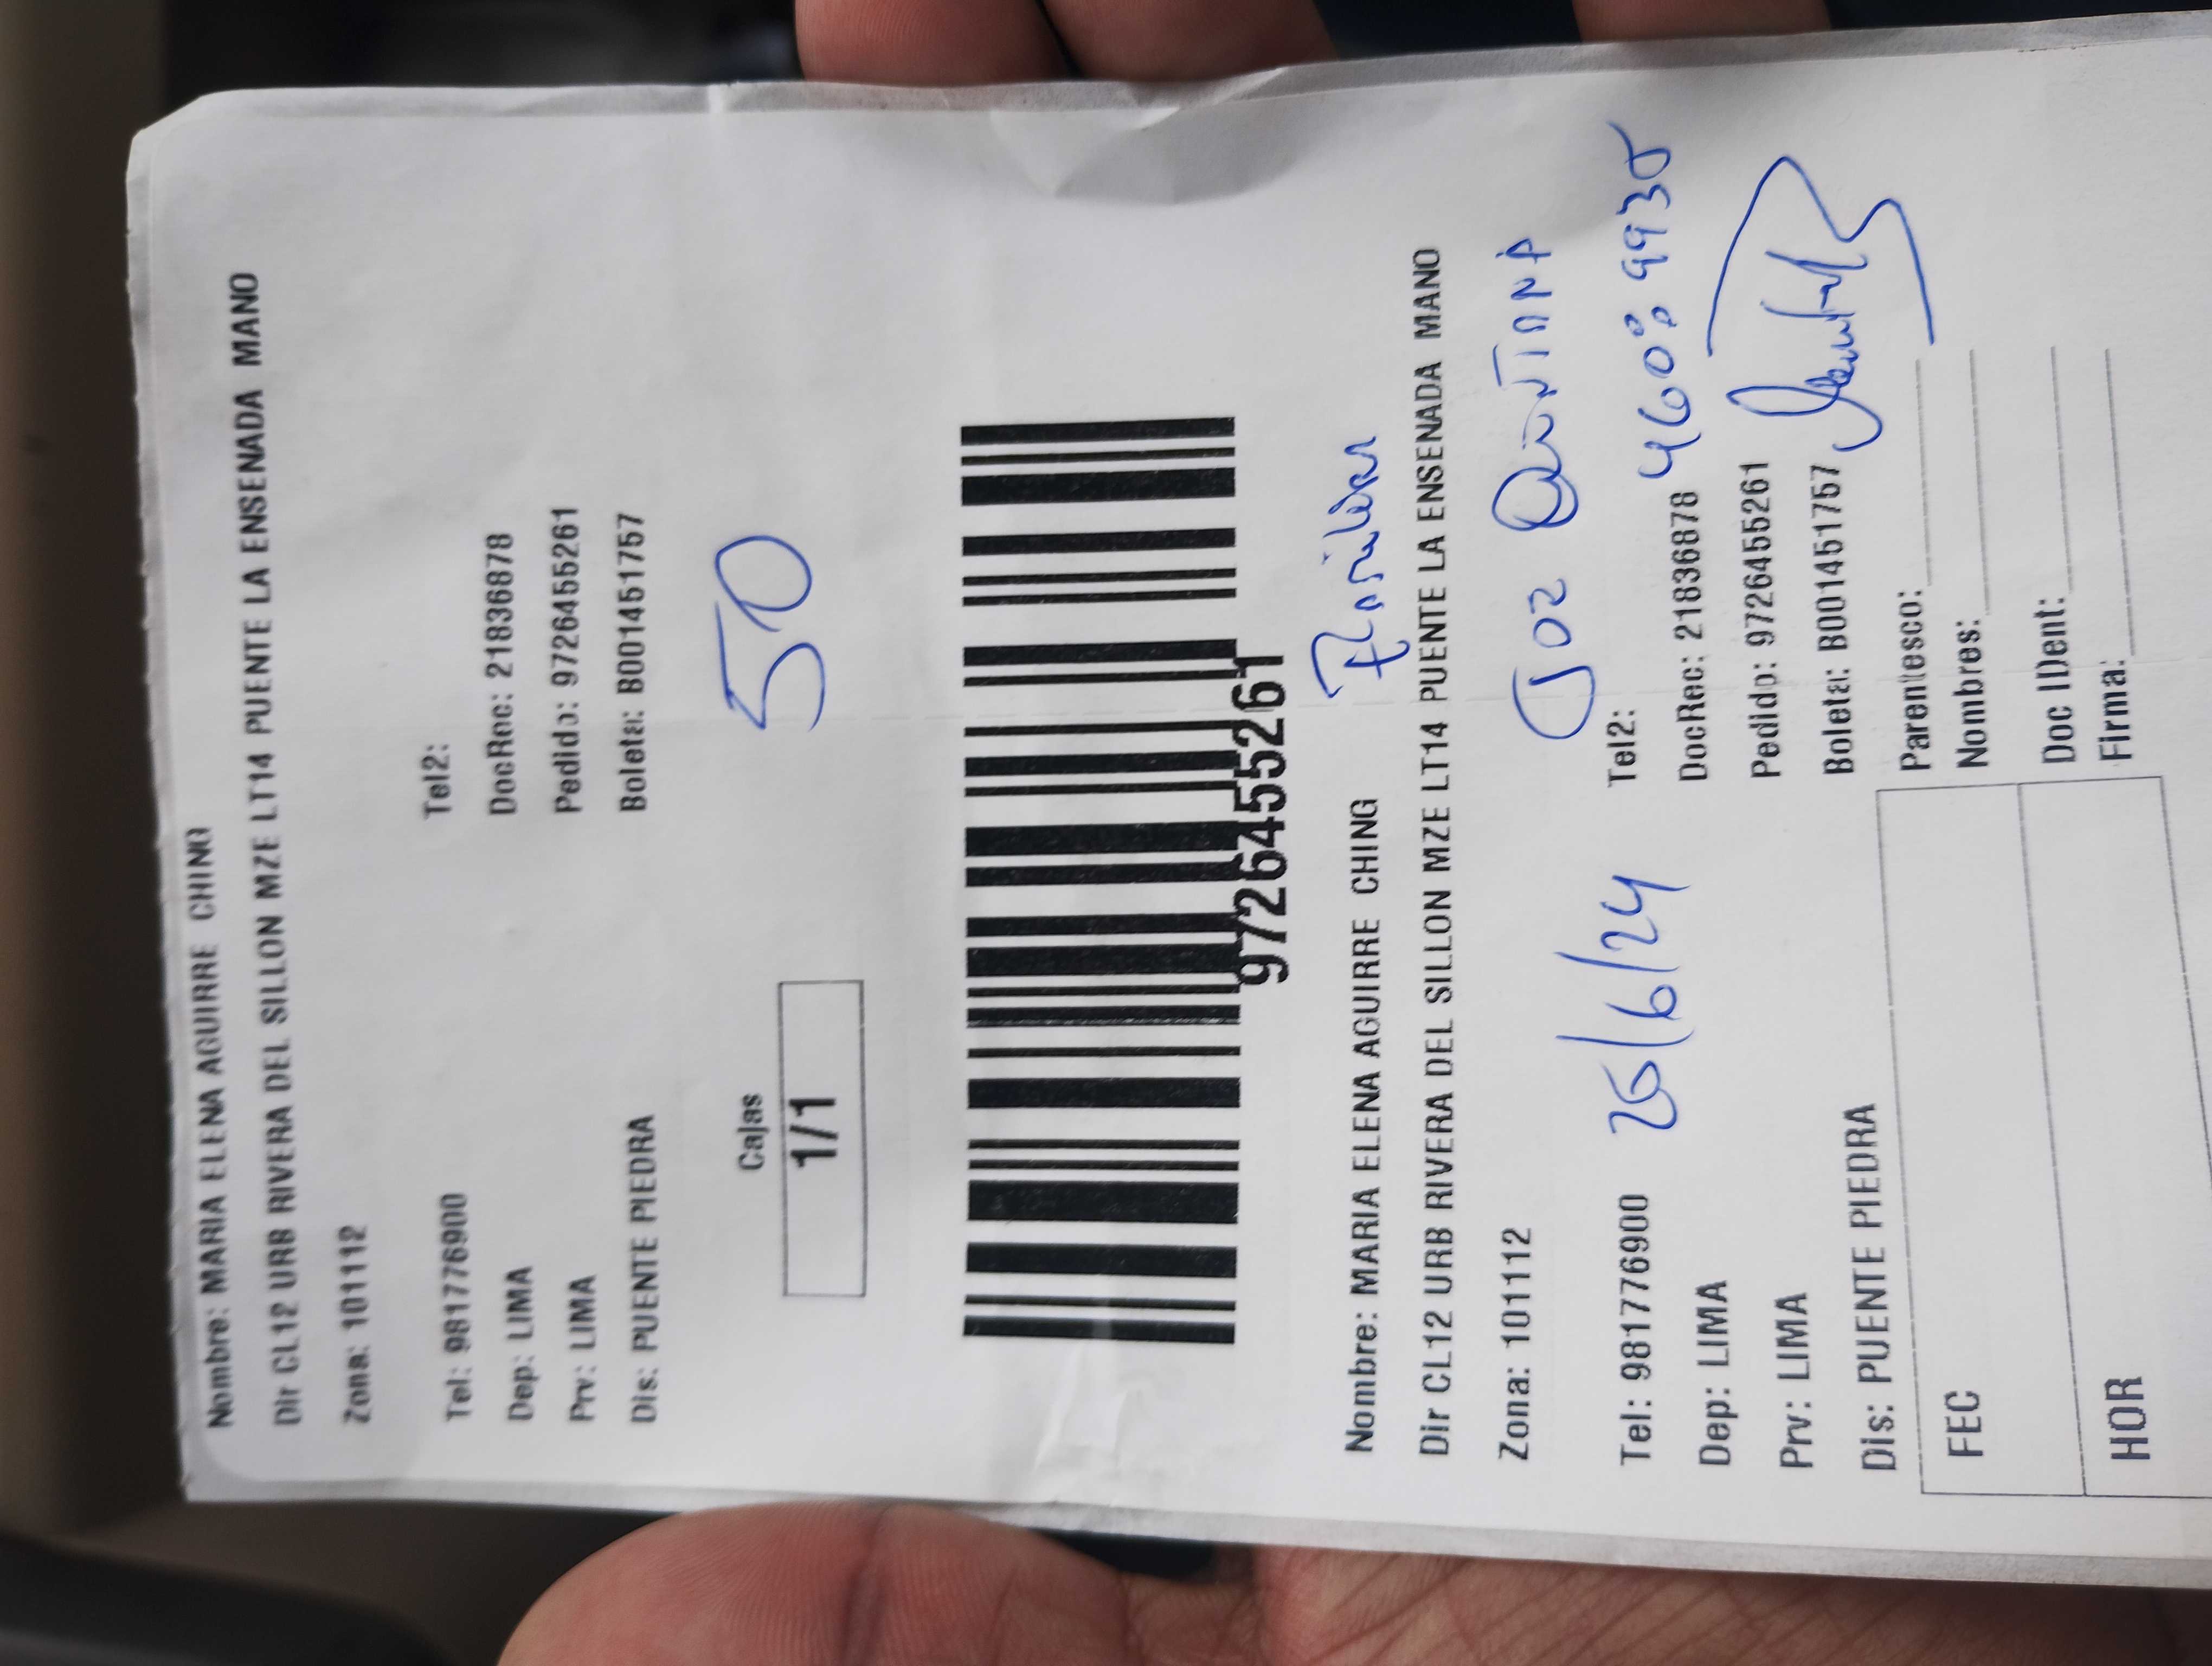 Nombre: MARIA ELENA AGUIRRE CHING
Dir CL12 URB RIVERA DEL SILLON MZE LT14 PUENTE LA ENSENADA MANO
Zona: 101112
Tel: 981776900 Tel2:
Dep: LIMA DocRec: 21836878
Prv: LIMA Pedido: 9726455261
Dis: PUENTE PIEDRA Boleta: B001451757
Cajas
1/1
50
9726455261
Nombre: MARIA ELENA AGUIRRE CHING
Dir CL12 URB RIVERA DEL SILLON MZE LT14 PUENTE LA ENSENADA MANO
Zona: 101112
Tel: 981776900 26/6/24 Tel2:
Dep: LIMA DocRec: 21836878
Prv: LIMA Pedido: 9726455261
Dis: PUENTE PIEDRA Boleta: B001451757
FEC Parentesco:
Nombres:
HOR Doc IDent:
Firma: